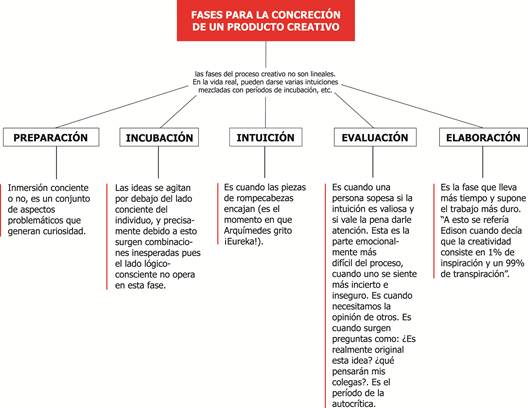 FASES PARA LA CONCRECIÓN
DE UN PRODUCTO CREATIVO
las fases del proceso creativo no son lineales.
En la vida real, pueden darse varias intuiciones
mezcladas con períodos de incubación, etc.
PREPARACIÓN
INCUBACIÓN
INTUICIÓN
EVALUACIÓN
ELABORACIÓN
Inmersión conciente
o no, es un conjunto
de aspectos
problemáticos que
generan curiosidad.
Las ideas se agitan
por debajo del lado
conciente del
individuo, y precisa-
mente debido a esto
surgen combinacio-
nes inesperadas pues
el lado lógico-
consciente no opera
en esta fase.
Es cuando las piezas
de rompecabezas
encajan (es el
momento en que
Arquímedes grito
¡Eureka!).
Es cuando una
persona sopesa si la
intuición es valiosa y
si vale la pena darle
atención. Esta es la
parte emocional-
mente más
difícil del proceso,
cuando uno se siente
más incierto e
inseguro. Es cuando
necesitamos la
opinión de otros. Es
cuando surgen
preguntas como: ¿Es
realmente original
esta idea? ¿qué
pensarán mis
colegas?. Es el
período de la
autocrítica.
Es la fase que lleva
más tiempo y supone
el trabajo más duro.
"A esto se refería
Edison cuando decía
que la creatividad
consiste en 1% de
inspiración y un 99%
de transpiración".